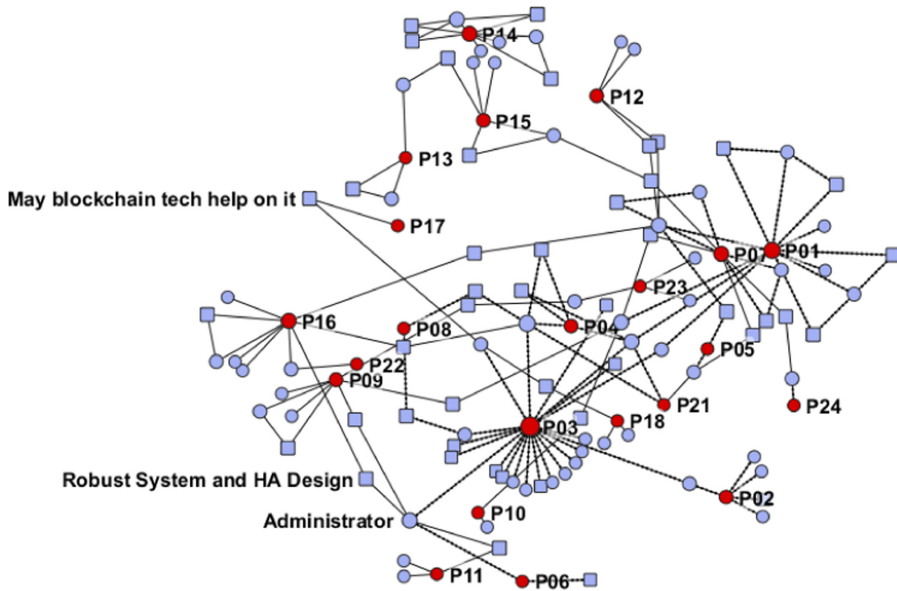 P14
P12
P15
P13
May blockchain tech help on it
P17
P07
P01
P23
P16
P08
P04
P05
P22
P09
P21
P24
P18
P03
Robust System and HA Design
P02
Administrator
P10
P11
P06